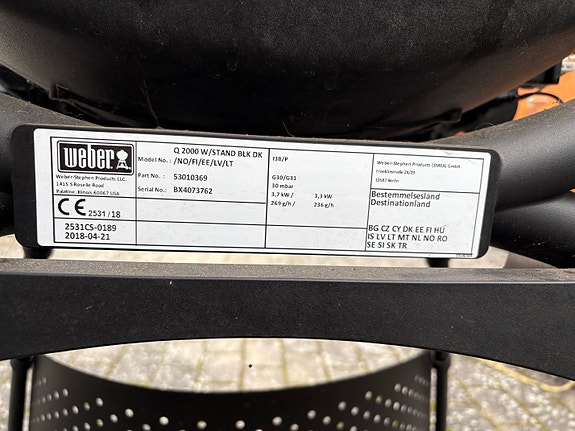 weber
Weber-Stephen Products LLC.
1415 S Roselle Road
Palatine, Illinois 60067 USA
CE 2531 / 18
2531CS-0189
2018-04-21
Q 2000 W/STAND BLK DK
Model No.: /NO/FI/EE/LV/LT
Part No.: 53010369
Serial No.: BX4073762
I3B/P
G30/G31
30 mbar
3,7 kW / 3,3 kW
269 g/h / 236 g/h
Weber-Stephen Products (EMEA) GmbH
13347 Berlin
Bestemmelsesland
Destinationland
BG CZ CY DK EE FI HU
IS LV LT MT NL NO RO
SE SI SK TR